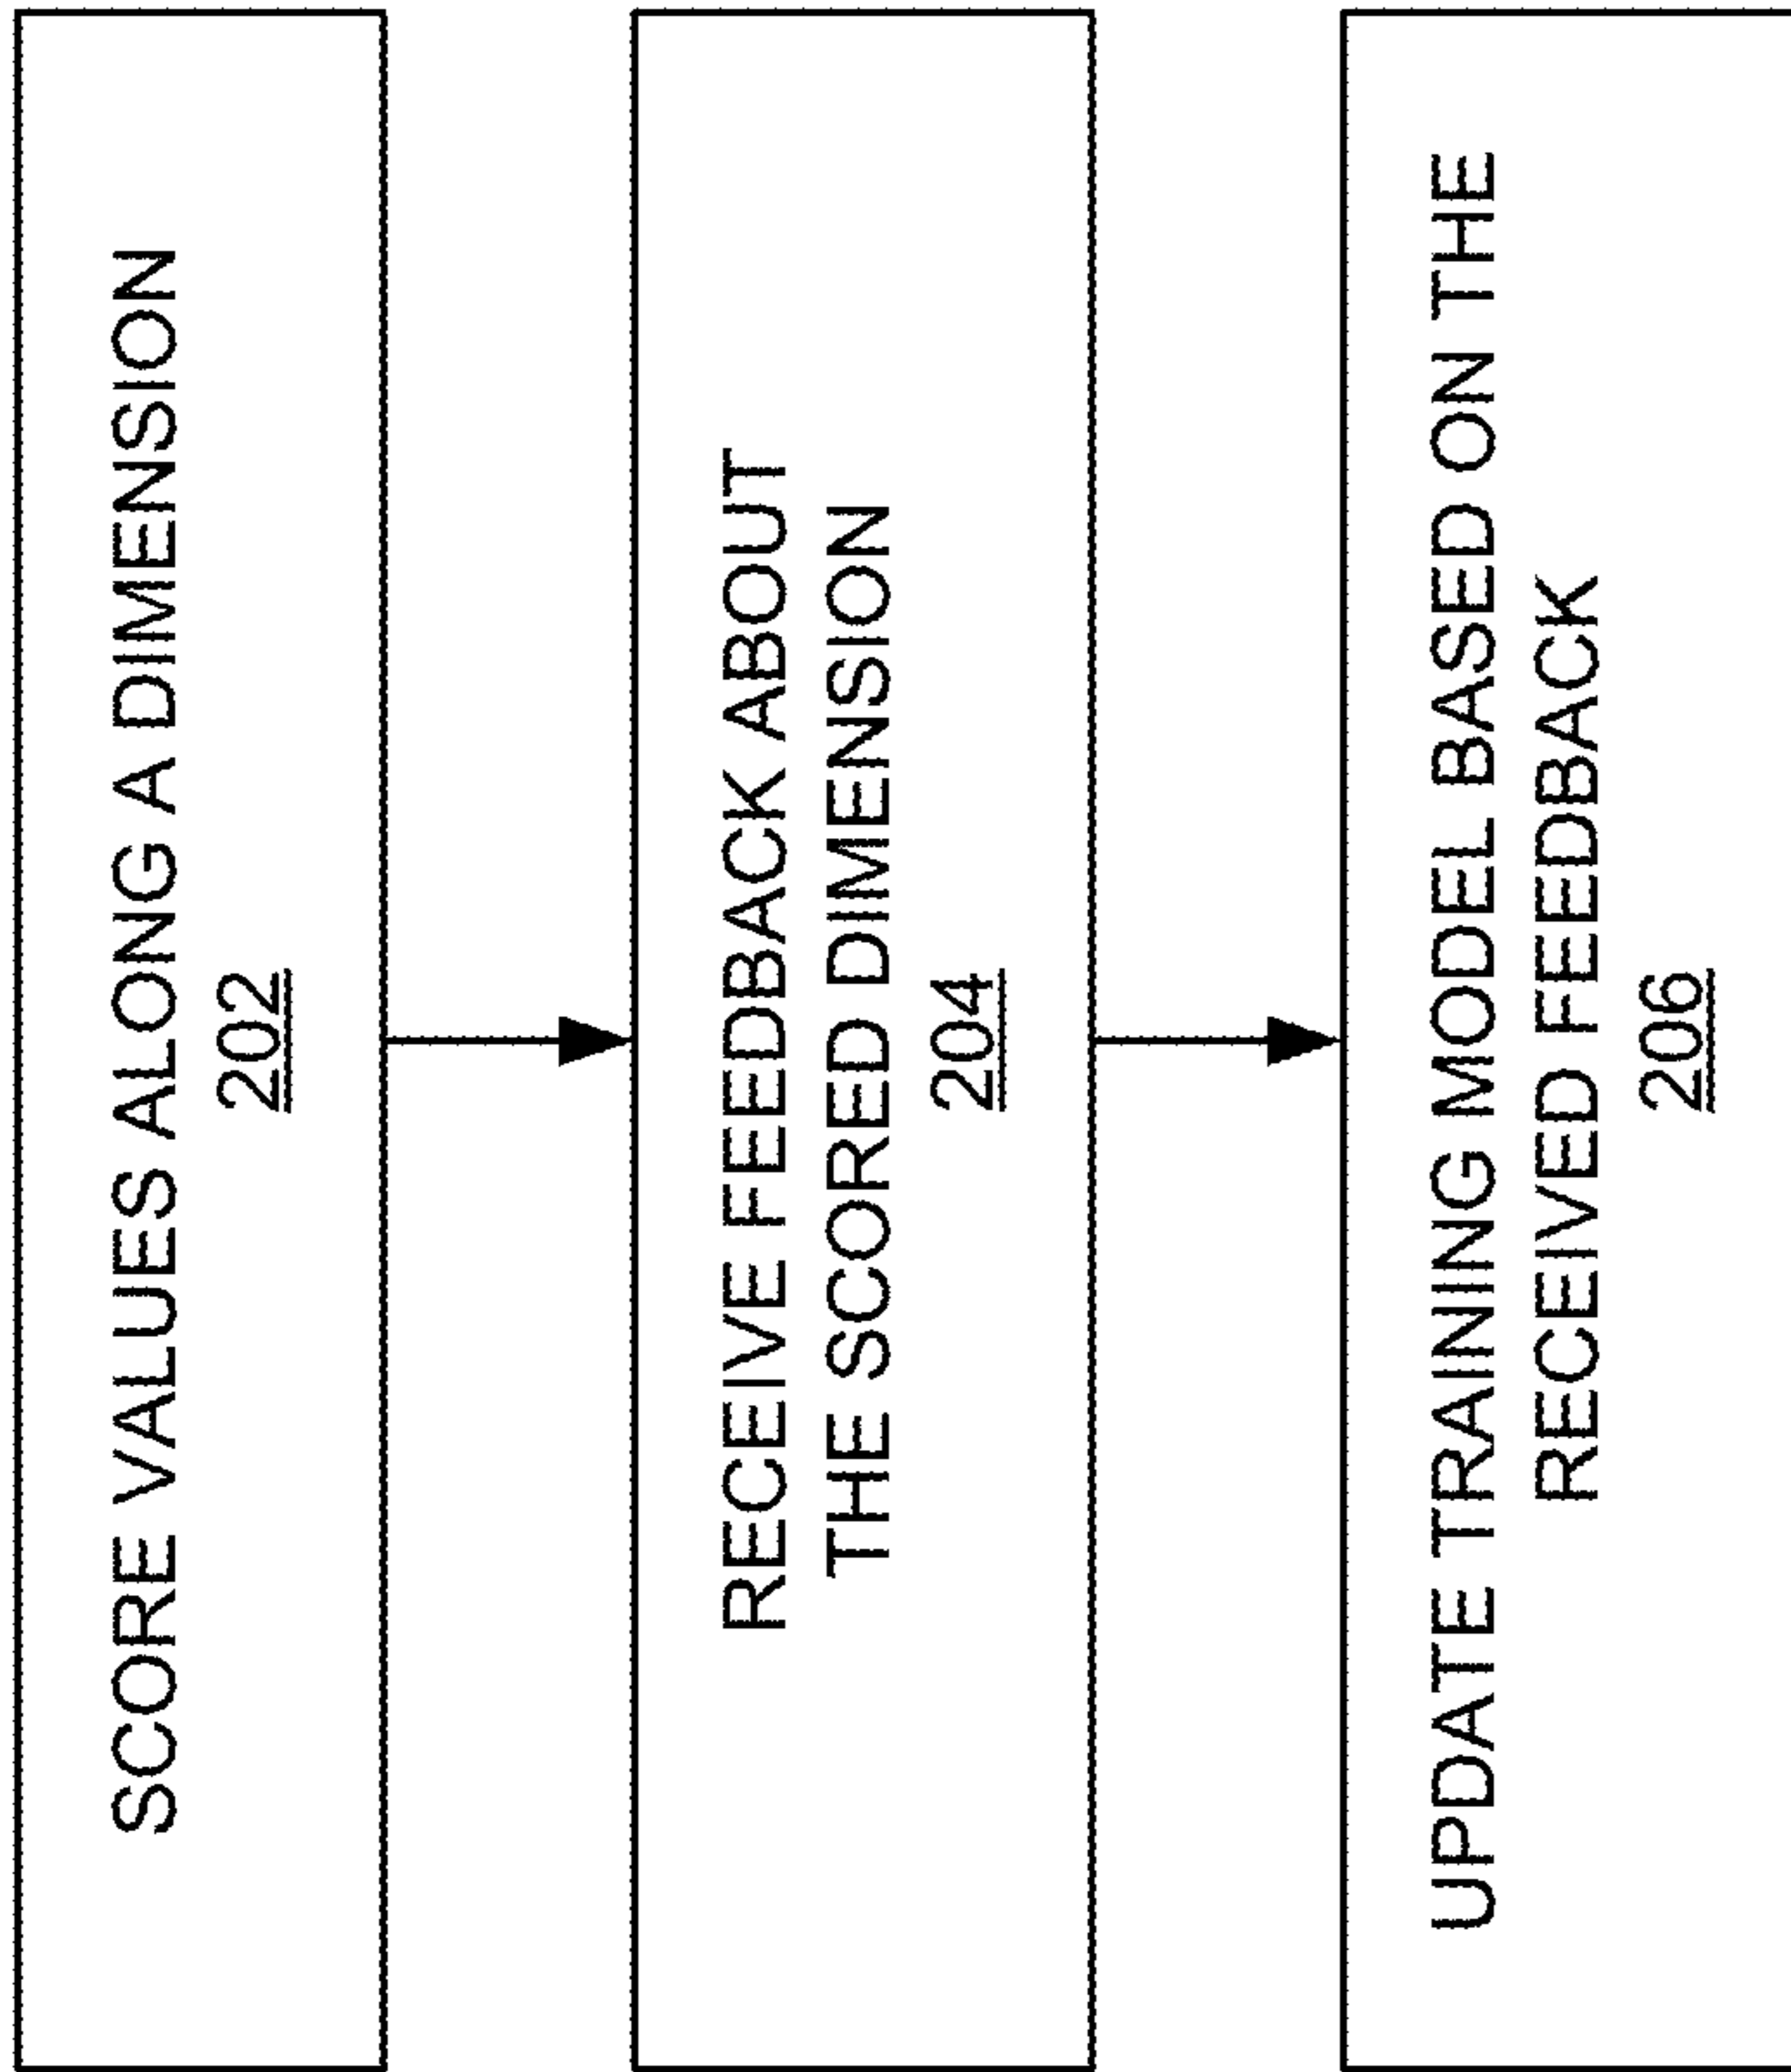 SCORE VALUES ALONG A DIMENSION
202
RECEIVE FEEDBACK ABOUT
THE SCORED DIMENSION
204
UPDATE TRAINING MODEL BASED ON THE
RECEIVED FEEDBACK
206